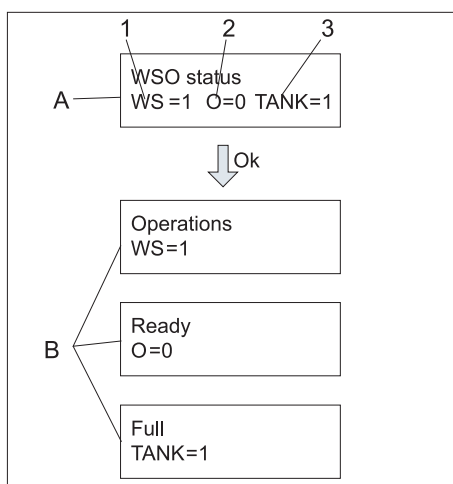 1 2 3
WSO status
A
WS =1 O=0 TANK=1
Ok
Operations
WS=1
Ready
B
O=0
Full
TANK=1